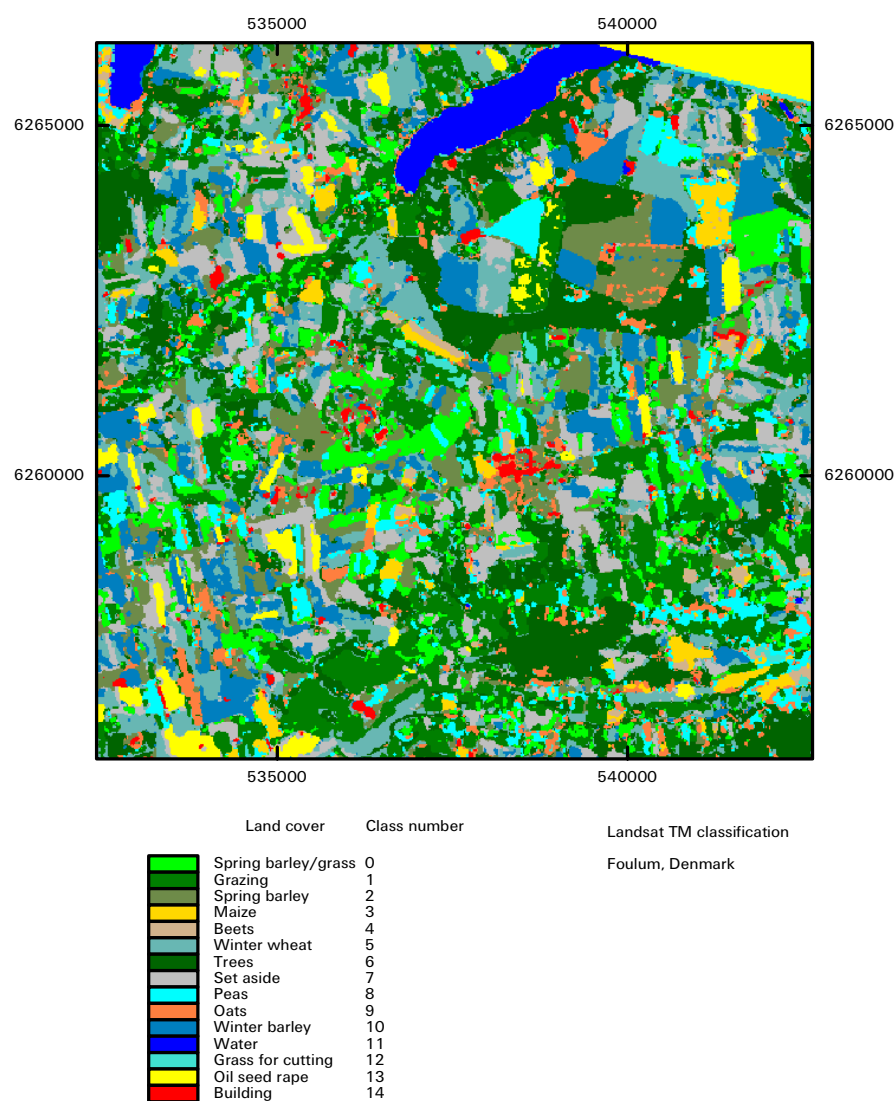 535000 540000
6265000 6265000
6260000 6260000
535000 540000
Land cover Class number
Landsat TM classification
Foulum, Denmark
Spring barley/grass 0
Grazing 1
Spring barley 2
Maize 3
Beets 4
Winter wheat 5
Trees 6
Set aside 7
Peas 8
Oats 9
Winter barley 10
Water 11
Grass for cutting 12
Oil seed rape 13
Building 14